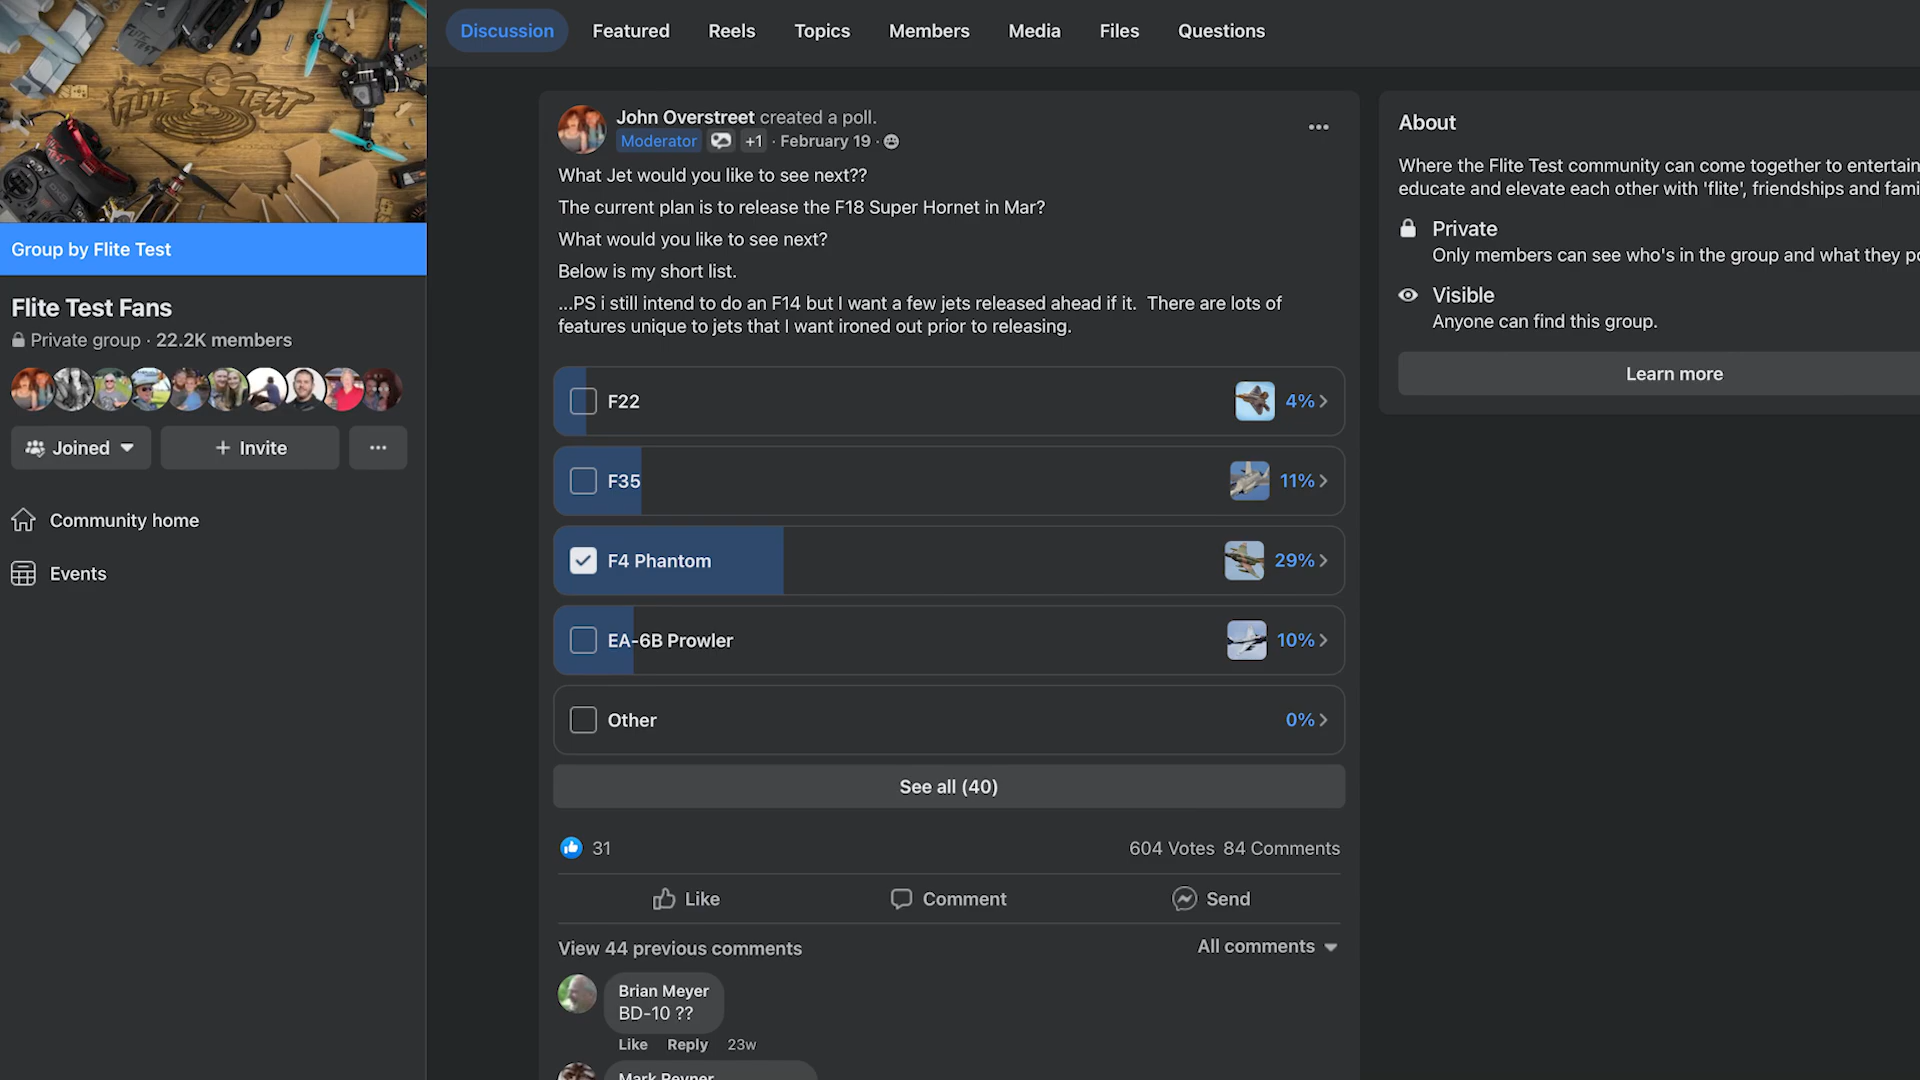 FLITE TEST
Group by Flite Test
Flite Test Fans
Private group · 22.2K members
Joined
+ Invite
Community home
Events
Discussion
Featured
Reels
Topics
Members
Media
Files
Questions
John Overstreet created a poll.
Moderator +1 · February 19 ·
What Jet would you like to see next??
The current plan is to release the F18 Super Hornet in Mar?
What would you like to see next?
Below is my short list.
...PS i still intend to do an F14 but I want a few jets released ahead if it. There are lots of
features unique to jets that I want ironed out prior to releasing.
F22 4%
F35 11%
F4 Phantom 29%
EA-6B Prowler 10%
Other 0%
See all (40)
31
604 Votes 84 Comments
Like
Comment
Send
View 44 previous comments
All comments
Brian Meyer
BD-10 ??
Like Reply 23w
About
Where the Flite Test community can come together to entertain
educate and elevate each other with 'flite', friendships and fami
Private
Only members can see who's in the group and what they po
Visible
Anyone can find this group.
Learn more